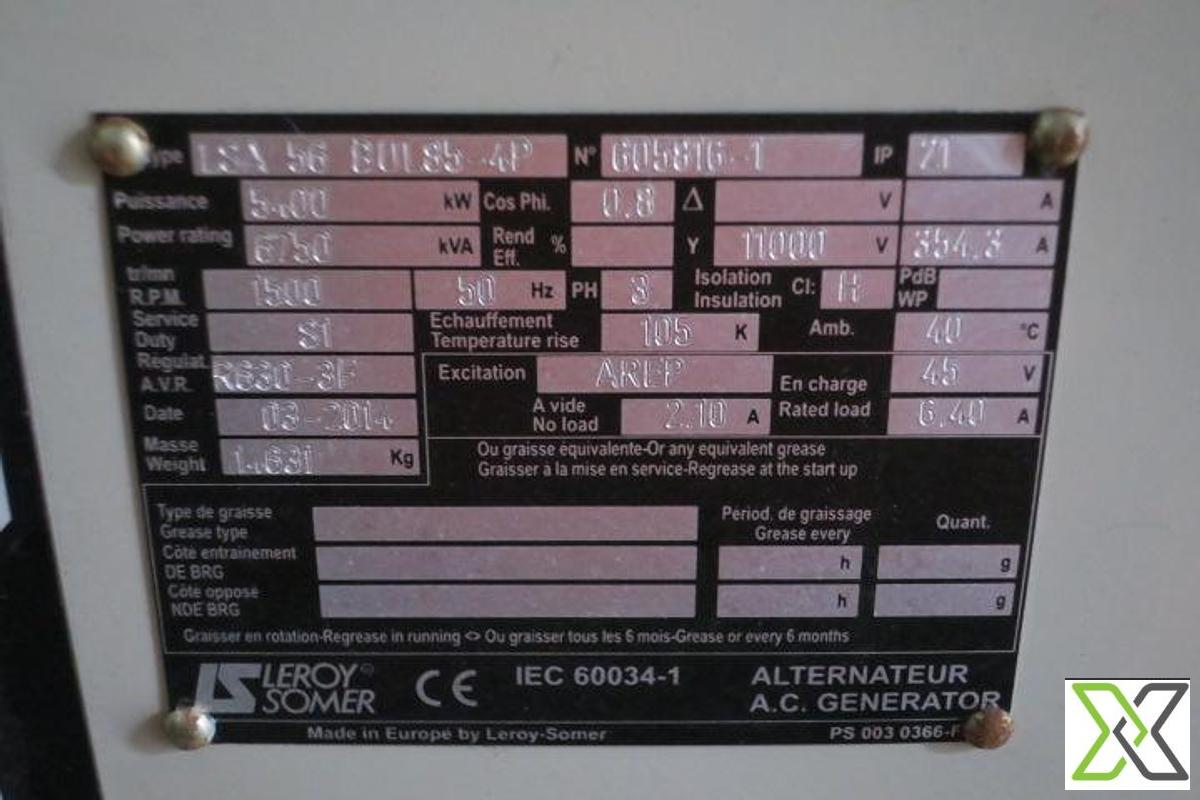 Type LSA 56 BUL85-4P N° 605816-1 IP 21
Puissance 5400 kW Cos Phi. 0.8 Δ V A
Power rating 6750 kVA Rend Eff. % Y 11000 V 354.3 A
tr/mn
R.P.M. 1500 50 Hz PH 3 Isolation
Insulation Cl: H PdB
WP
Service
Duty S1 Echauffement
Temperature rise 105 K Amb. 40 °C
Regulat.
A.V.R. R630-3F Excitation AREP En charge
Rated load 45 V
Date 03-2014 A vide
No load 2.10 A 6.40 A
Masse
Weight 14631 Kg
Ou graisse équivalente-Or any equivalent grease
Graisser à la mise en service-Regrease at the start up
Type de graisse
Grease type
Period. de graissage
Grease every
Quant.
Côte entrainement
DE BRG h g
Côte oppose
NDE BRG h g
Graisser en rotation-Regrease in running <> Ou graisser tous les 6 mois-Grease or every 6 months
LS LEROY®
SOMER CE IEC 60034-1 ALTERNATEUR
A.C. GENERATOR
Made in Europe by Leroy-Somer PS 003 0366-